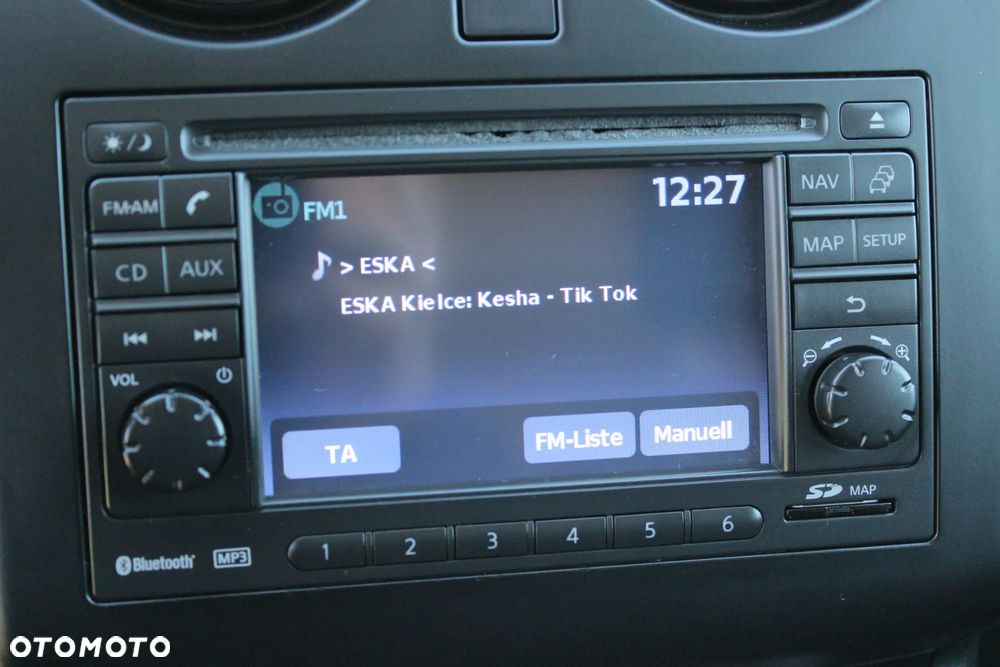 FM·AM
CD
AUX
VOL
FM1
12:27
> ESKA <
ESKA Kielce: Kesha - Tik Tok
TA
FM-Liste
Manuell
NAV
MAP
SETUP
SD MAP
Bluetooth®
MP3
1 2 3 4 5 6
OTOMOTO